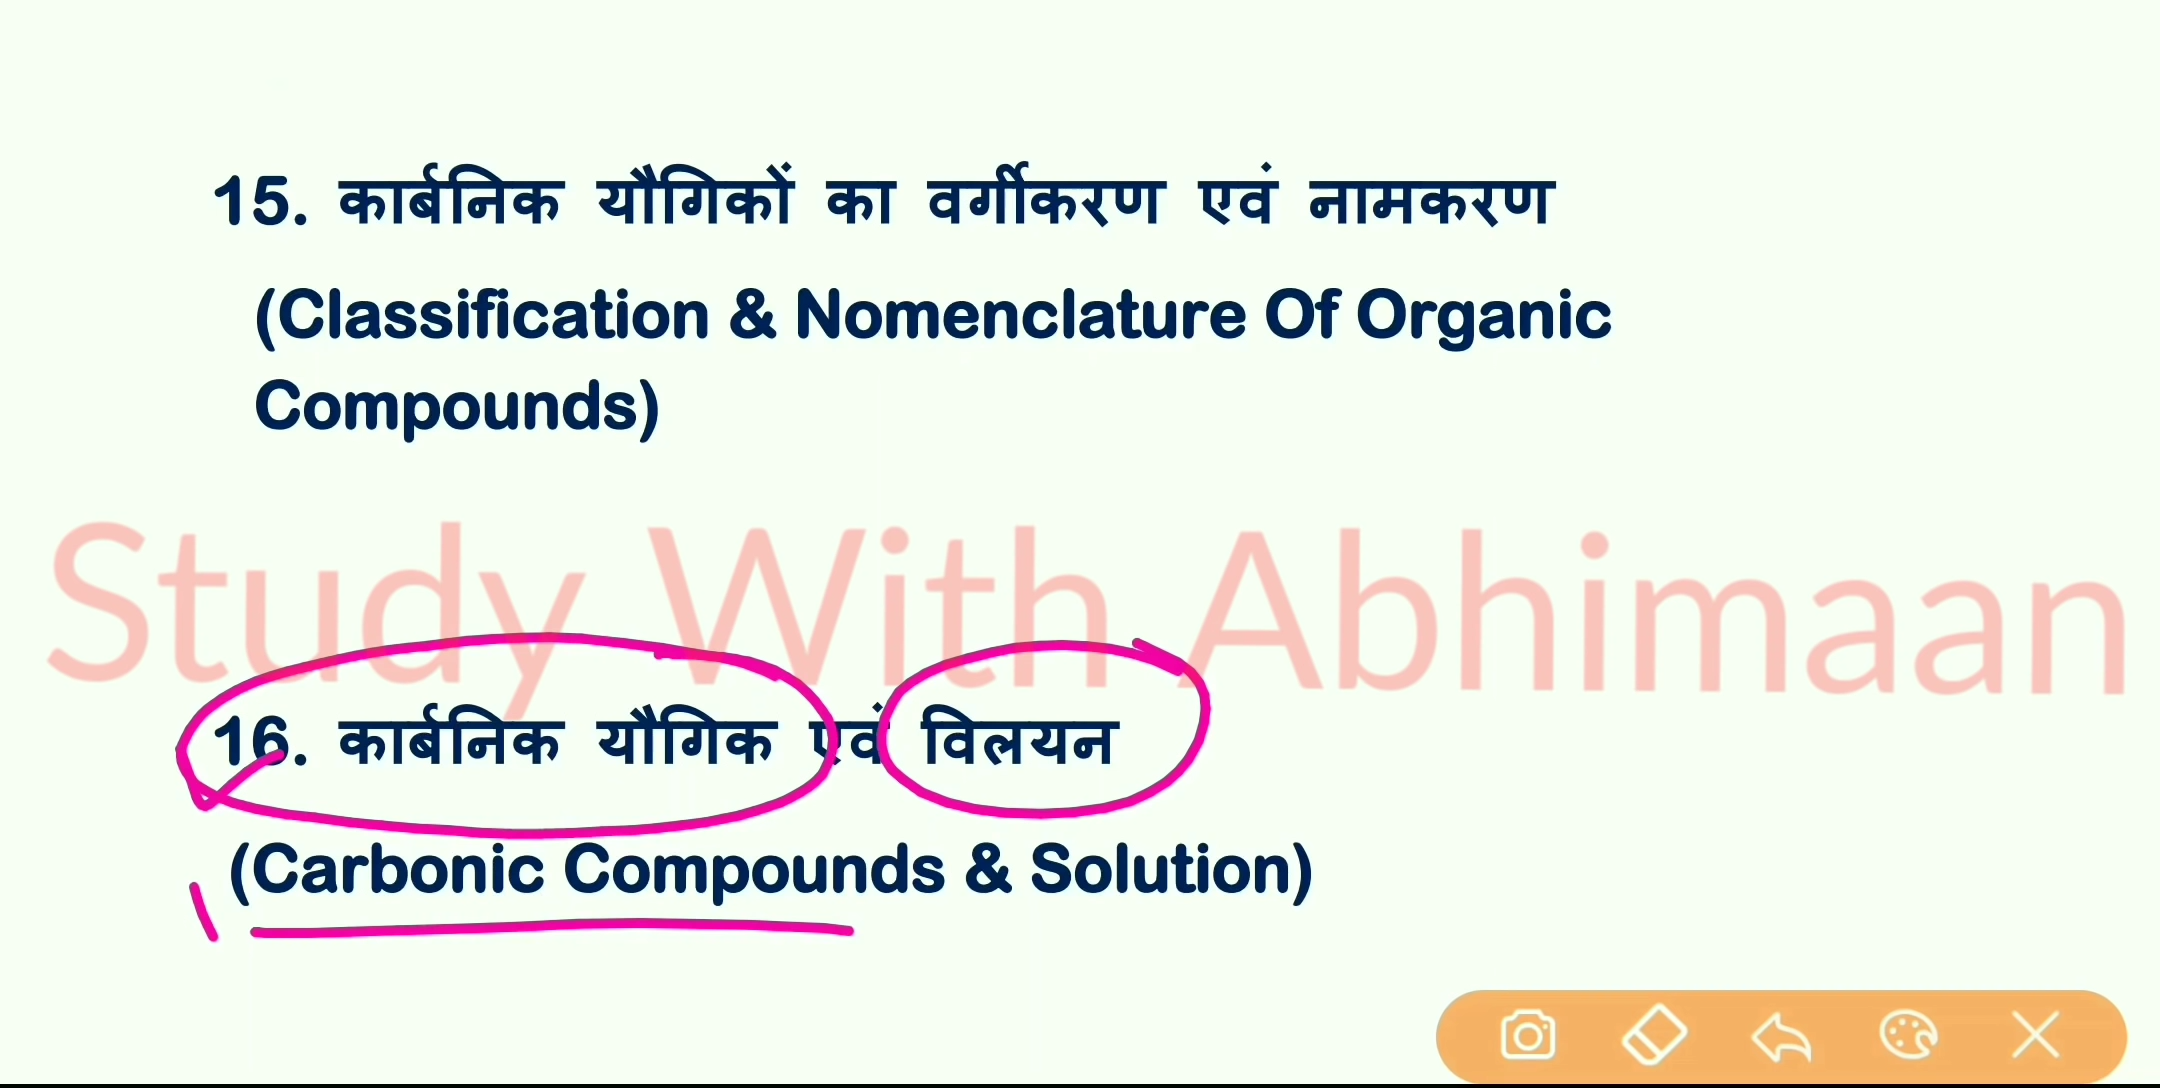 15. कार्बनिक यौगिकों का वर्गीकरण एवं नामकरण
(Classification & Nomenclature Of Organic
Compounds)
Study With Abhimaan
16. कार्बनिक यौगिक एवं विलयन
(Carbonic Compounds & Solution)